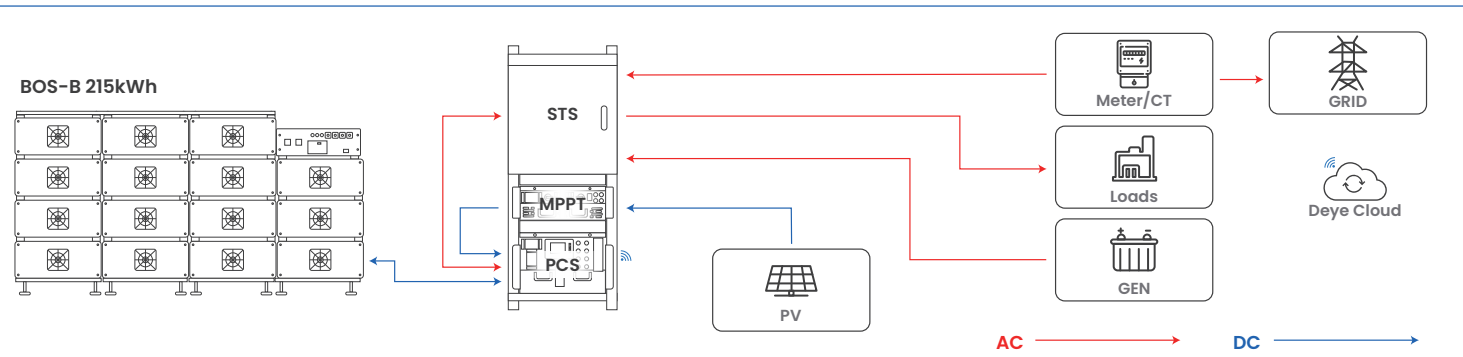 BOS-B 215kWh
STS
MPPT
PCS
PV
Meter/CT
GRID
Loads
Deye Cloud
GEN
AC
DC